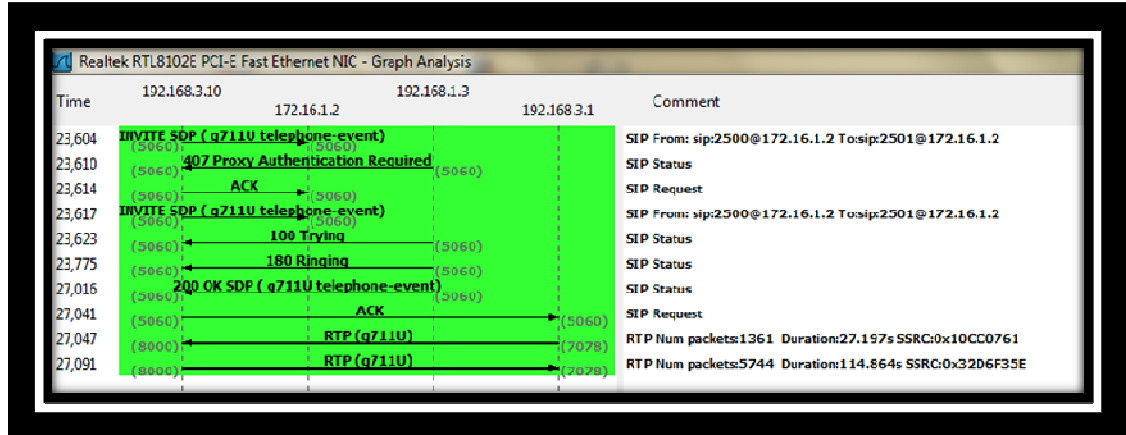 Realtek RTL8102E PCI-E Fast Ethernet NIC - Graph Analysis
192.168.3.10 192.168.1.3
Time 172.16.1.2 192.168.3.1 Comment
23,604 INVITE SDP ( g711U telephone-event) SIP From: sip:2500@172.16.1.2 To:sip:2501@172.16.1.2
(5060) (5060)
23,610 407 Proxy Authentication Required SIP Status
(5060) (5060)
23,614 ACK SIP Request
(5060) (5060)
23,617 INVITE SDP ( g711U telephone-event) SIP From: sip:2500@172.16.1.2 To:sip:2501@172.16.1.2
(5060) (5060)
23,623 100 Trying SIP Status
(5060) (5060)
23,775 180 Ringing SIP Status
(5060) (5060)
27,016 200 OK SDP ( g711U telephone-event) SIP Status
(5060) (5060)
27,041 ACK SIP Request
(5060) (5060)
27,047 RTP (g711U) RTP Num packets:1361 Duration:27.197s SSRC:0x10CC0761
(8000) (7078)
27,091 RTP (g711U) RTP Num packets:5744 Duration:114.864s SSRC:0x32D6F35E
(8000) (7078)